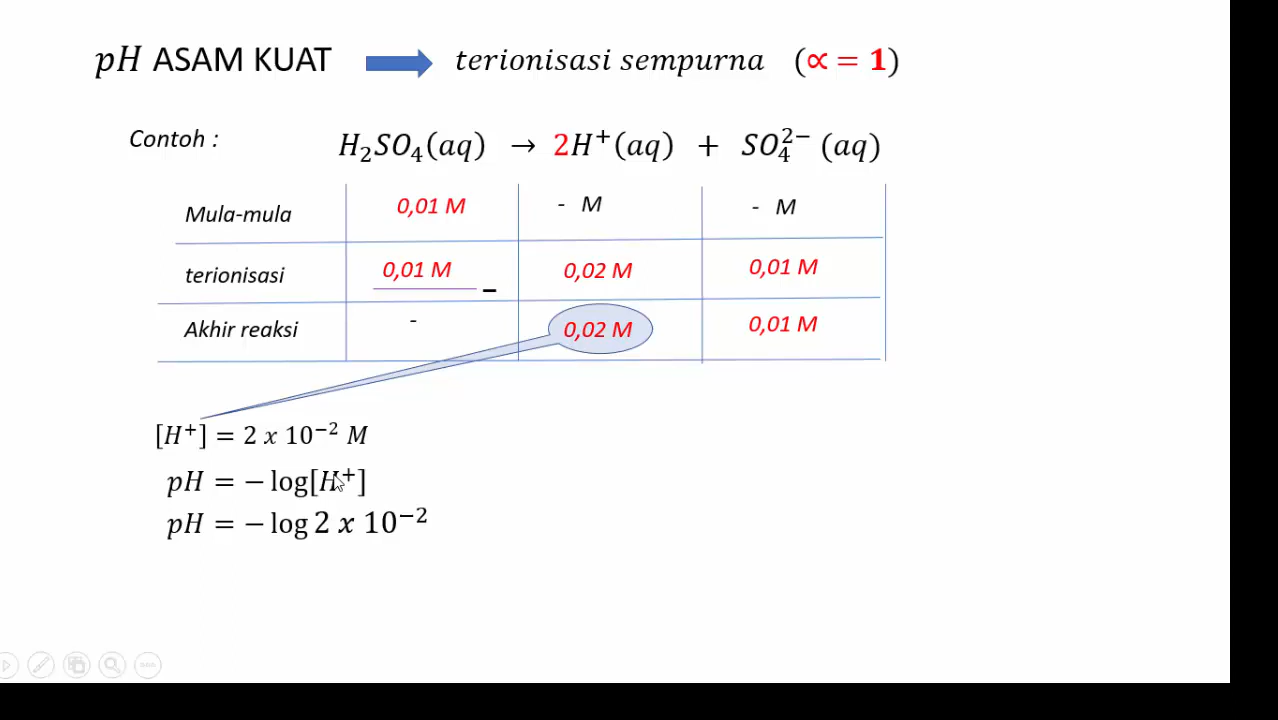 pH ASAM KUAT terionisasi sempurna (∝ = 1)
Contoh : H₂SO₄(aq) → 2H⁺(aq) + SO₄²⁻ (aq)
Mula-mula 0,01 M - M - M
terionisasi 0,01 M - 0,02 M 0,01 M
Akhir reaksi - 0,02 M 0,01 M
[H⁺] = 2 x 10⁻² M
pH = − log[H⁺]
pH = − log 2 x 10⁻²